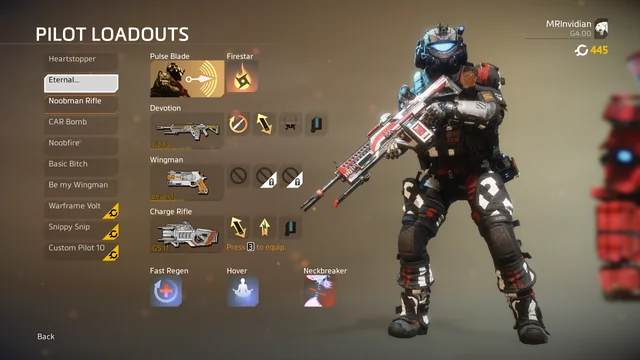 PILOT LOADOUTS
MRInvidian
G4.00
445
Heartstopper
Eternal...
Noobman Rifle
CAR Bomb
Noobfire
Basic Bitch
Be my Wingman
Warframe Volt
Snippy Snip
Custom Pilot 10
Pulse Blade
Firestar
Devotion
Wingman
Charge Rifle
Press 3 to equip.
Fast Regen
Hover
Neckbreaker
Back